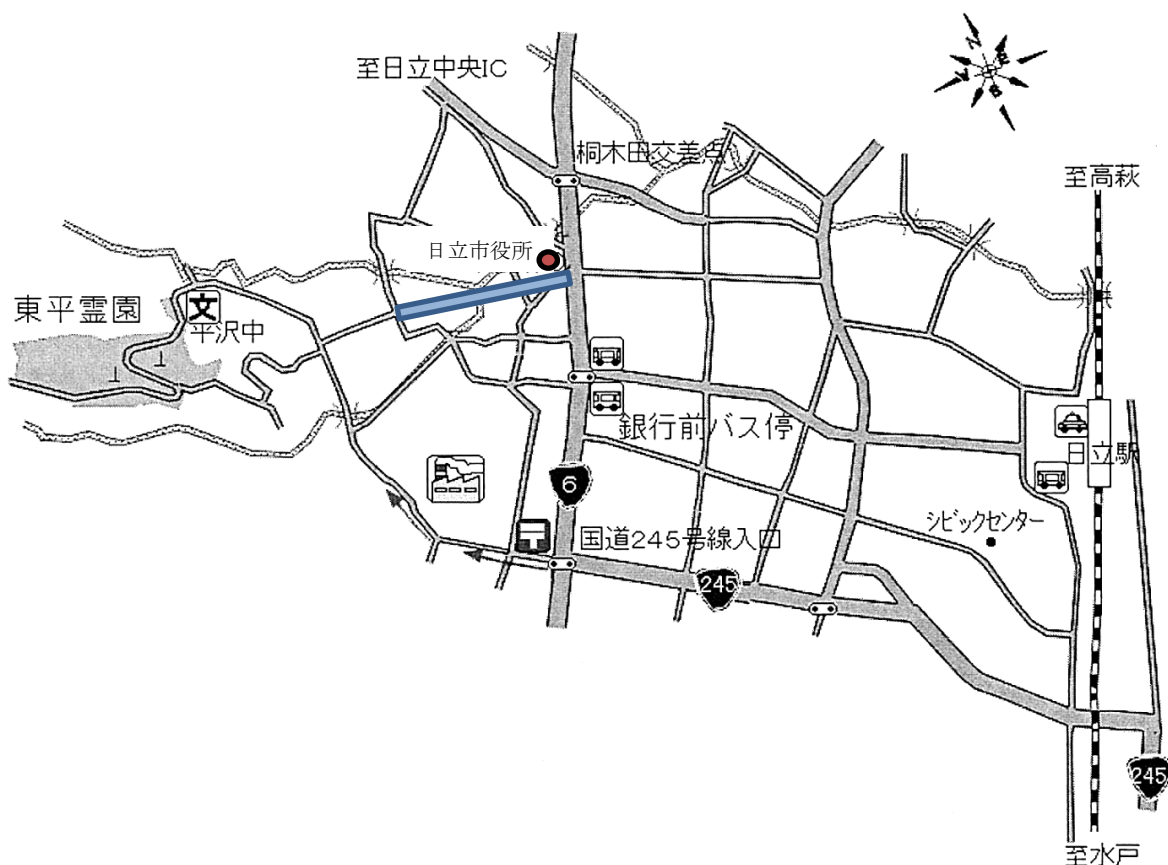 至日立中央IC
桐木田交差点
至高萩
日立市役所
東平霊園
文
平沢中
銀行前バス停
日立駅
6
シビックセンター
国道245号線入口
245
245
至水戸